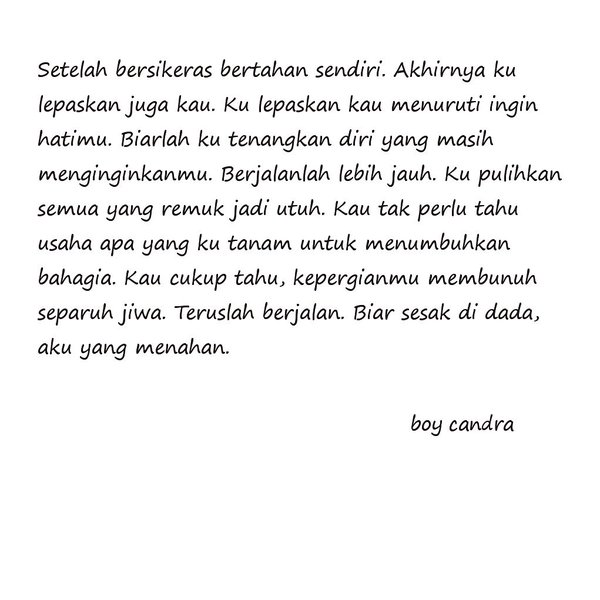 Setelah bersikeras bertahan sendiri. Akhirnya ku
lepaskan juga kau. Ku lepaskan kau menuruti ingin
hatimu. Biarlah ku tenangkan diri yang masih
menginginkanmu. Berjalanlah lebih jauh. Ku pulihkan
semua yang remuk jadi utuh. Kau tak perlu tahu
usaha apa yang ku tanam untuk menumbuhkan
bahagia. Kau cukup tahu, kepergianmu membunuh
separuh jiwa. Teruslah berjalan. Biar sesak di dada,
aku yang menahan.
boy candra